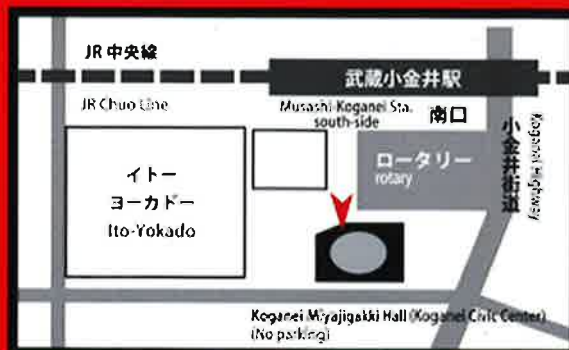 JR 中央線
武蔵小金井駅
JR Chuo Line
Musashi-Koganei Sta.
south-side
南口
イトー
ヨーカドー
Ito-Yokado
ロータリー
rotary
小金井街道
Koganei Highway
Koganei Miyajigakki Hall (Koganei Civic Center)
(No parking)